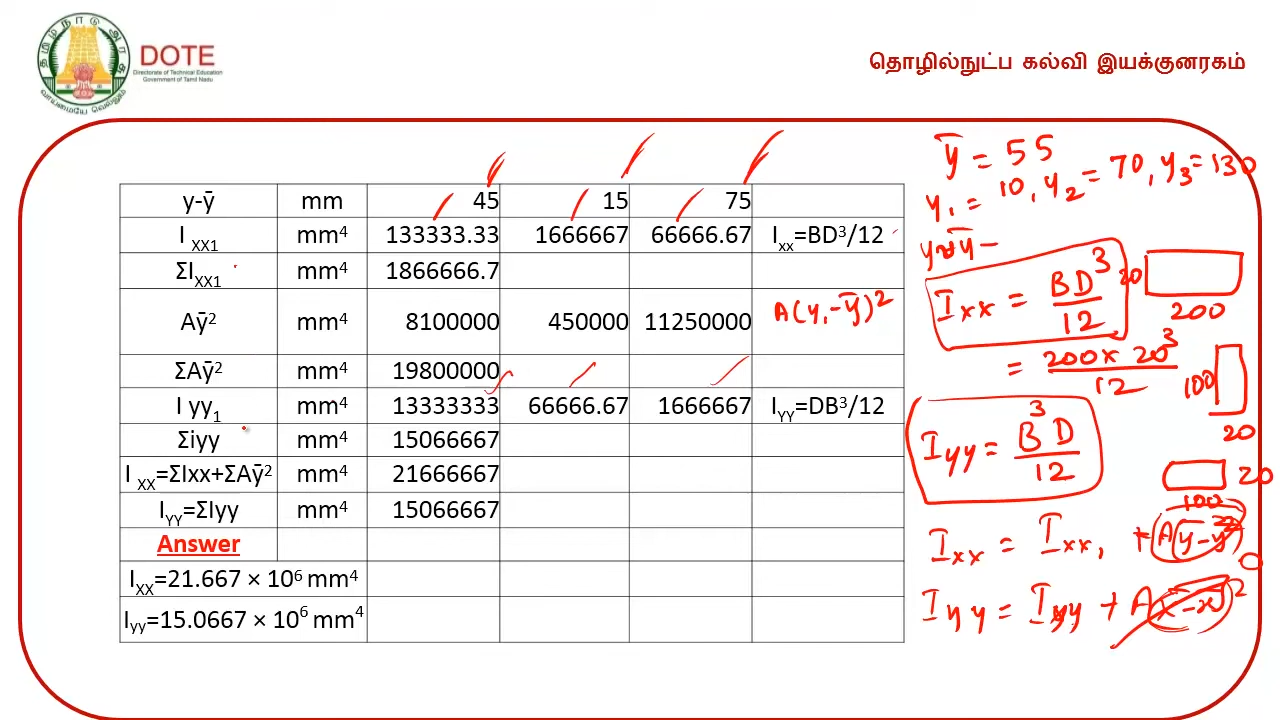 தமிழ்நாடு அரசு
வாய்மையே வெல்லும்
DOTE
Directorate of Technical Education
Government of Tamil Nadu
தொழில்நுட்ப கல்வி இயக்குனரகம்
y-ȳ mm 45 15 75
I XX1 mm⁴ 133333.33 1666667 66666.67 Ixx=BD³/12
ΣIXX1 mm⁴ 1866666.7
Aȳ² mm⁴ 8100000 450000 11250000 A(y₁-ȳ)²
ΣAȳ² mm⁴ 19800000
I yy₁ mm⁴ 13333333 66666.67 1666667 IYY=DB³/12
Σiyy mm⁴ 15066667
I XX=ΣIxx+ΣAȳ² mm⁴ 21666667
IYY=ΣIyy mm⁴ 15066667
Answer
IXX=21.667 × 10⁶ mm⁴
Iyy=15.0667 × 10⁶ mm⁴
ȳ = 55
y₁ = 10, y₂ = 70, y₃ = 130
Ixx = BD³/12
20
200
= 200 x 20³/12
100
20
Iyy = B³D/12
20
100
Ixx = Ixx₁ + A(ȳ-y)²
0
Iyy = Iyy + A(x̄-x)²